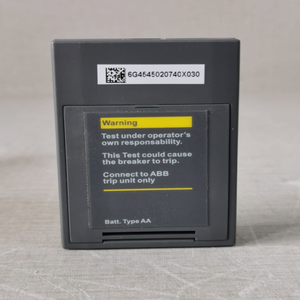 6G4545020740X030
Warning
Test under operator's
own responsability.
This Test could cause
the breaker to trip.
Connect to ABB
trip unit only
Batt. Type AA